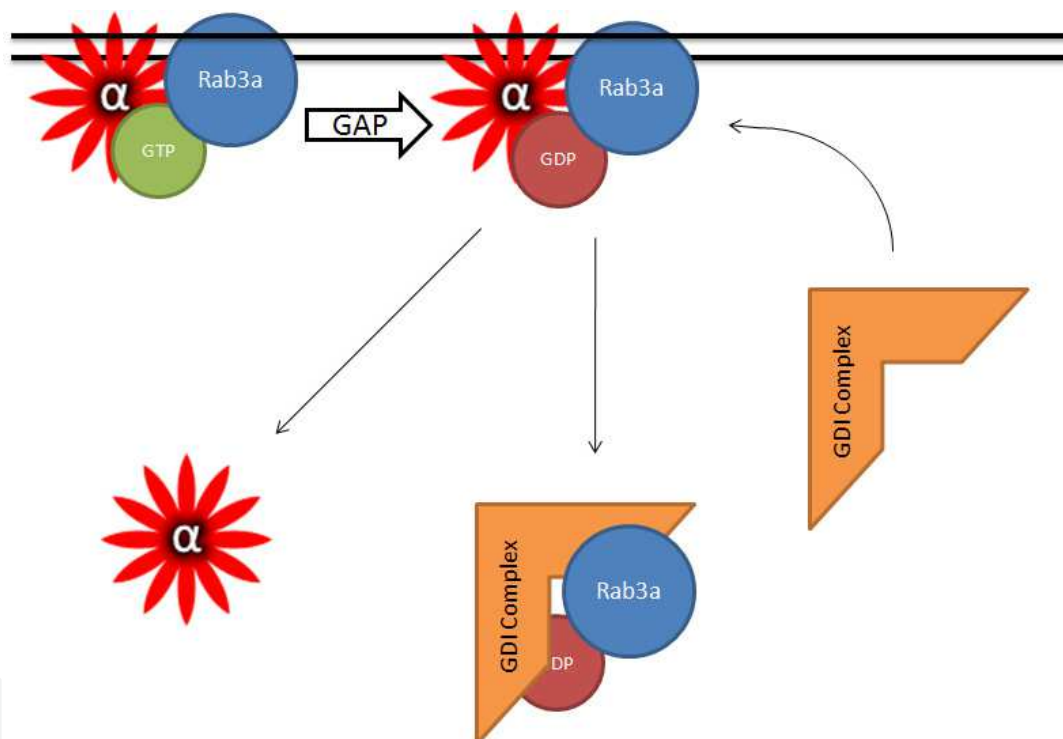 α
Rab3a
GTP
GAP
α
Rab3a
GDP
GDI Complex
α
GDI Complex
Rab3a
DP